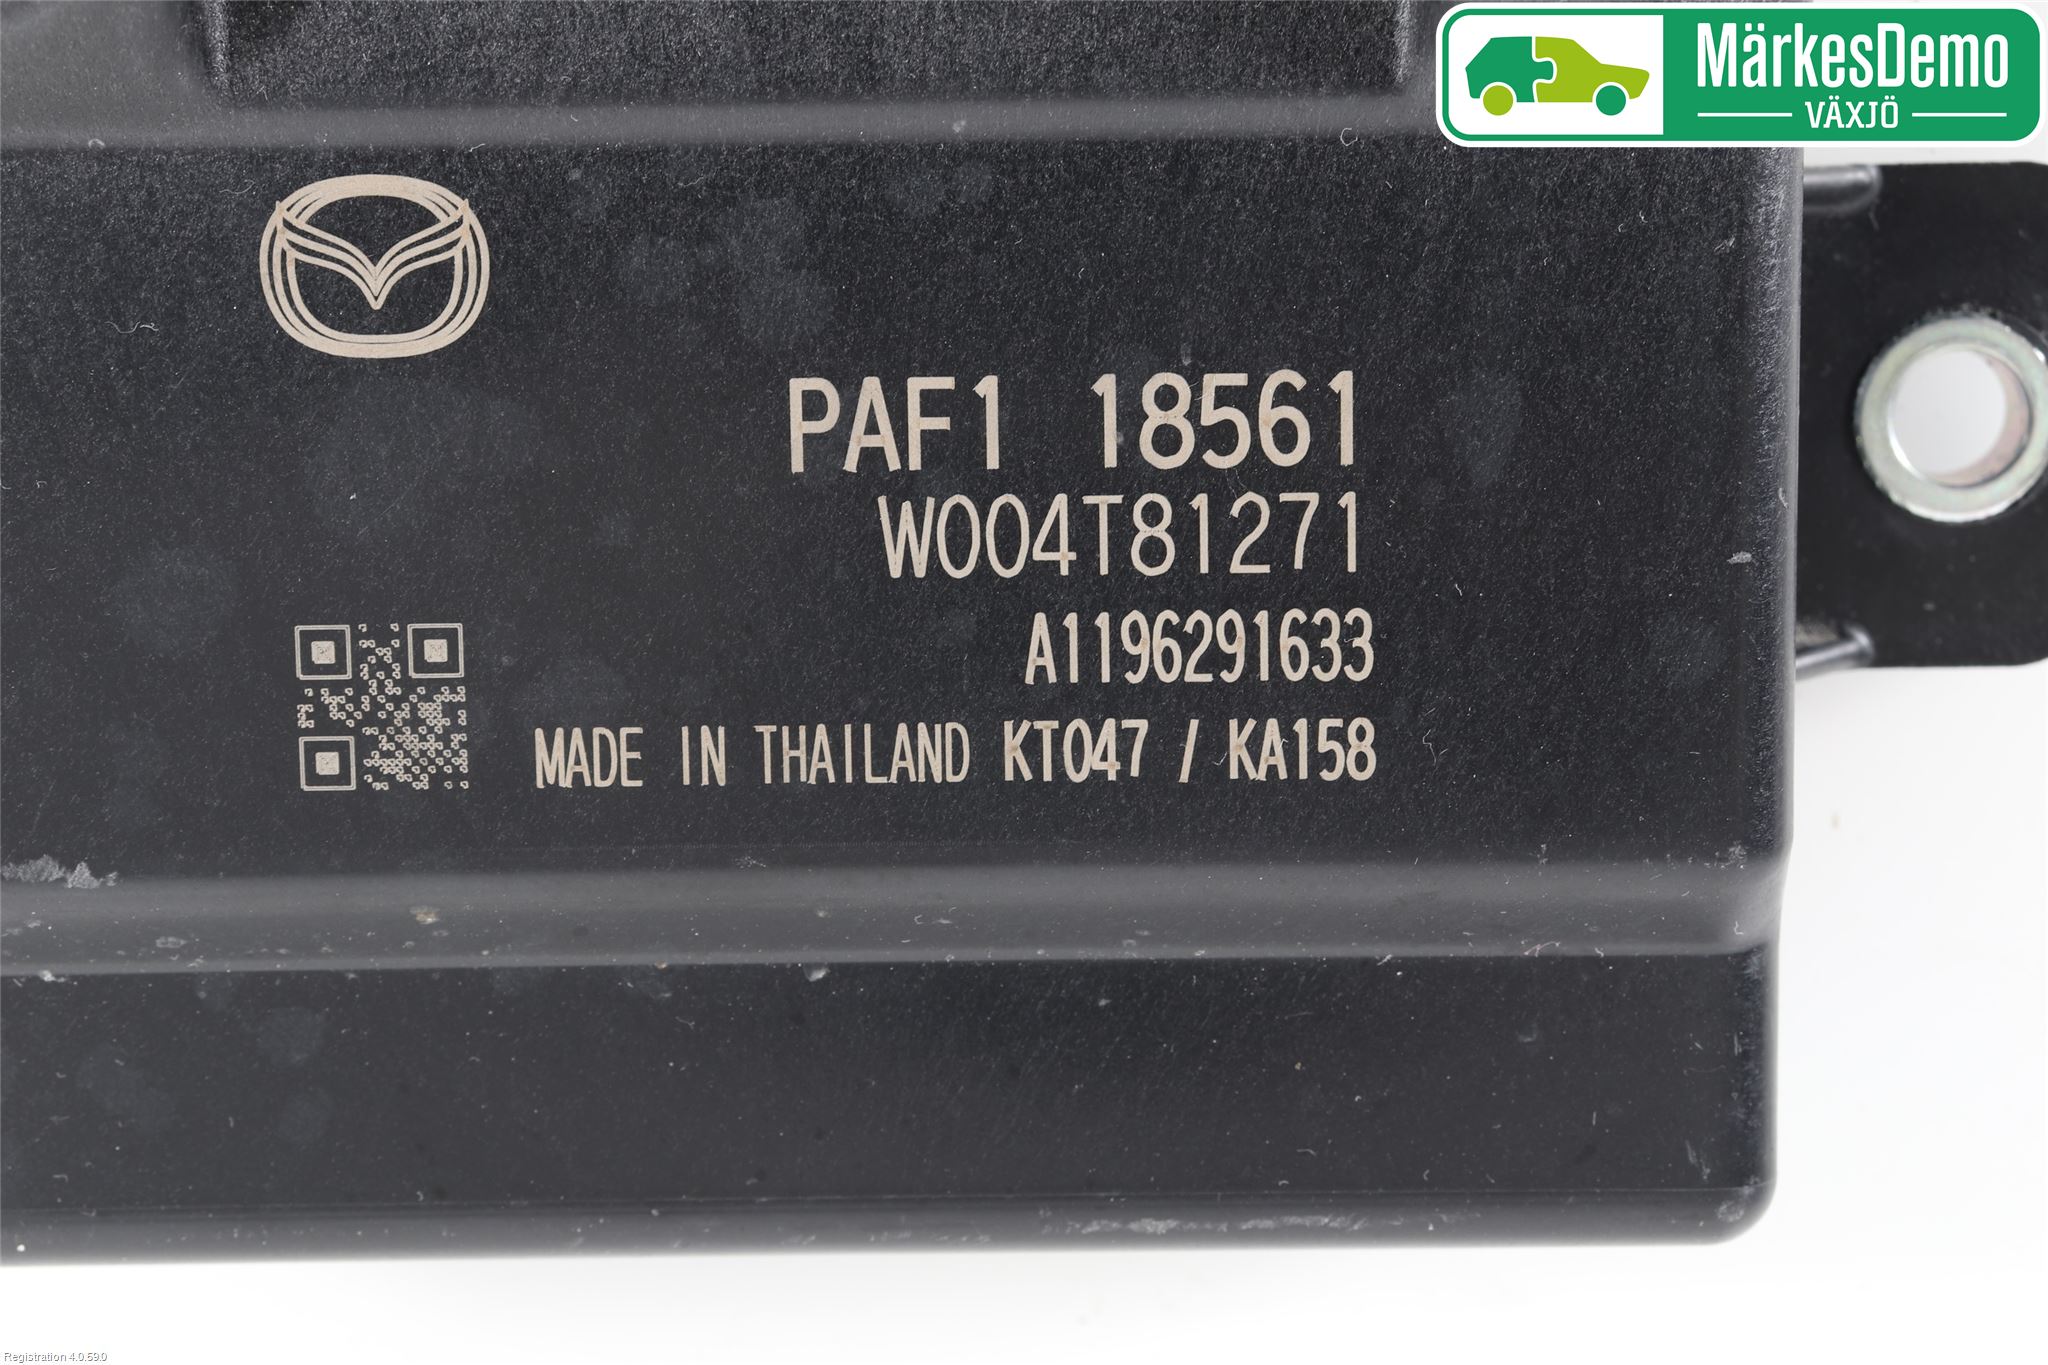 MärkesDemo
VÄXJÖ
PAF1 18561
W004T81271
A1196291633
MADE IN THAILAND KT047 / KA158
Registration 4.0.59.0